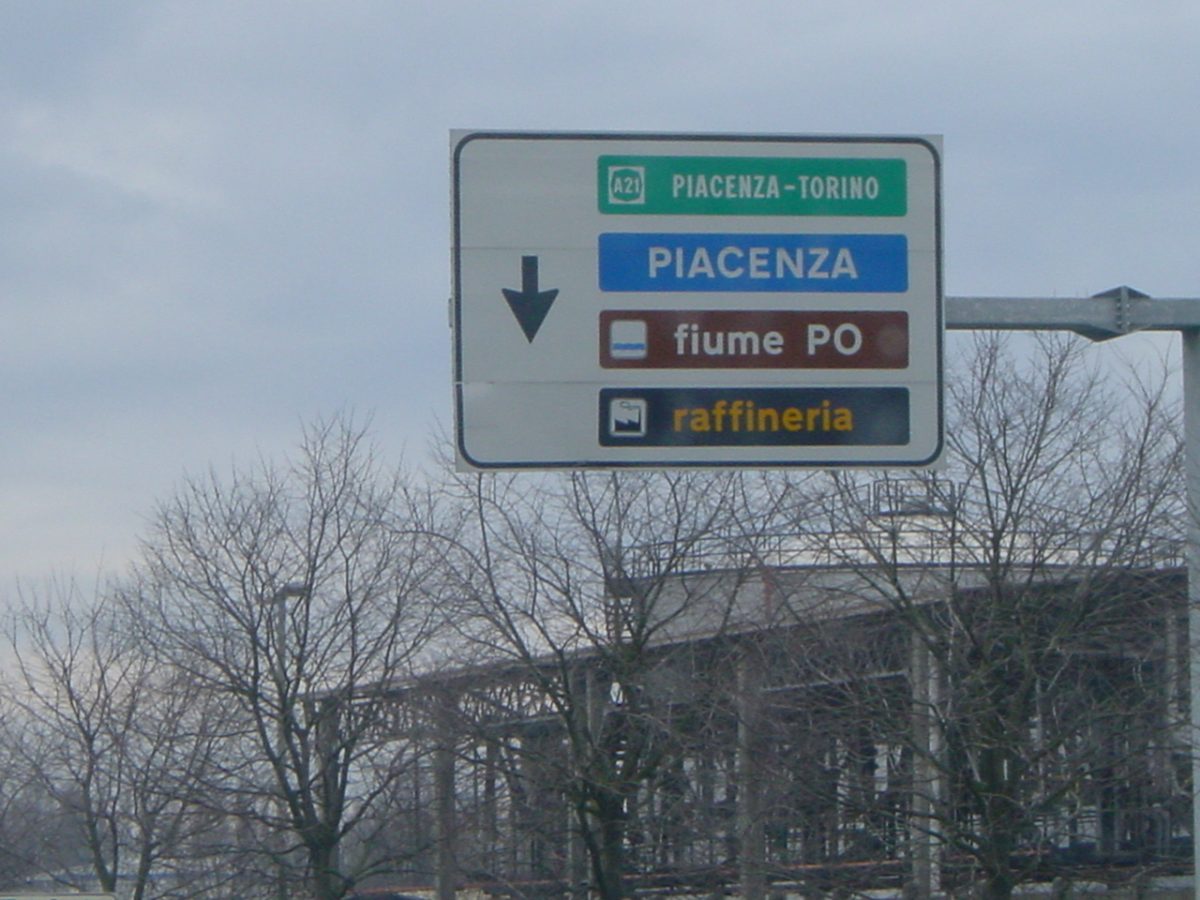 A21 PIACENZA-TORINO
PIACENZA
fiume PO
raffineria